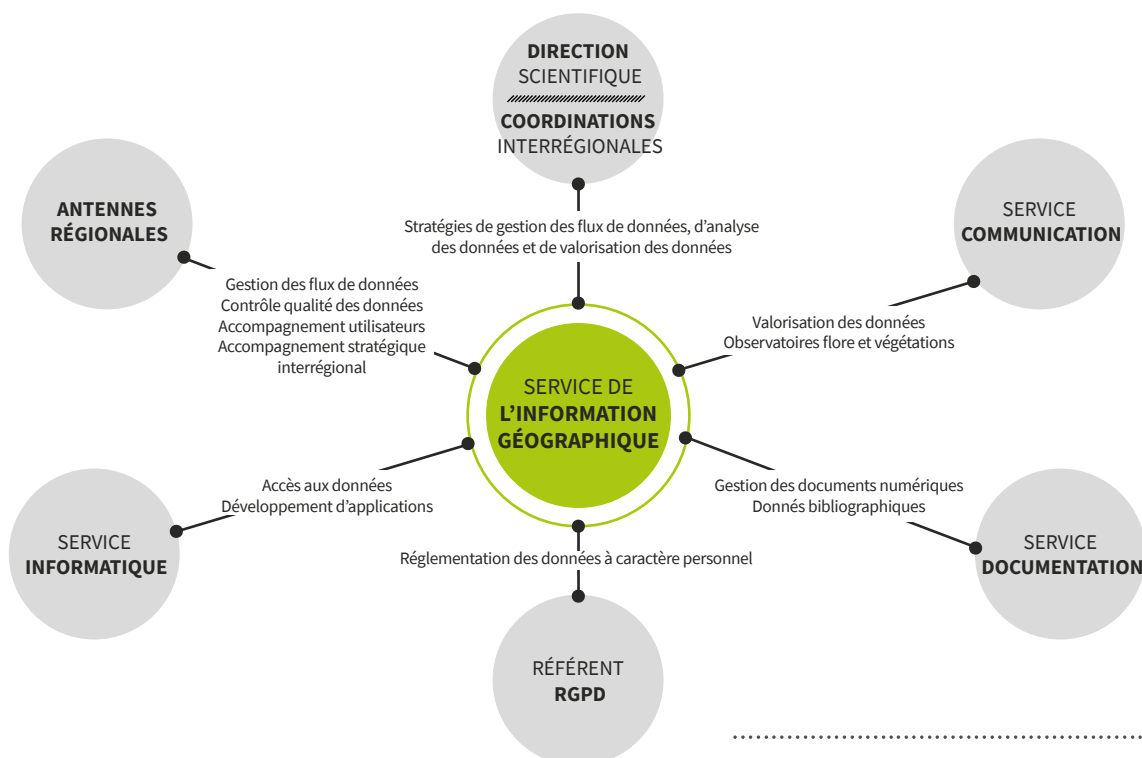 DIRECTION
SCIENTIFIQUE
COORDINATIONS
INTERRÉGIONALES
ANTENNES
RÉGIONALES
SERVICE
COMMUNICATION
Stratégies de gestion des flux de données, d'analyse
des données et de valorisation des données
Gestion des flux de données
Contrôle qualité des données
Accompagnement utilisateurs
Accompagnement stratégique
interrégional
Valorisation des données
Observatoires flore et végétations
SERVICE DE
L'INFORMATION
GÉOGRAPHIQUE
Accès aux données
Développement d'applications
Gestion des documents numériques
Donnés bibliographiques
SERVICE
INFORMATIQUE
SERVICE
DOCUMENTATION
Réglementation des données à caractère personnel
RÉFÉRENT
RGPD